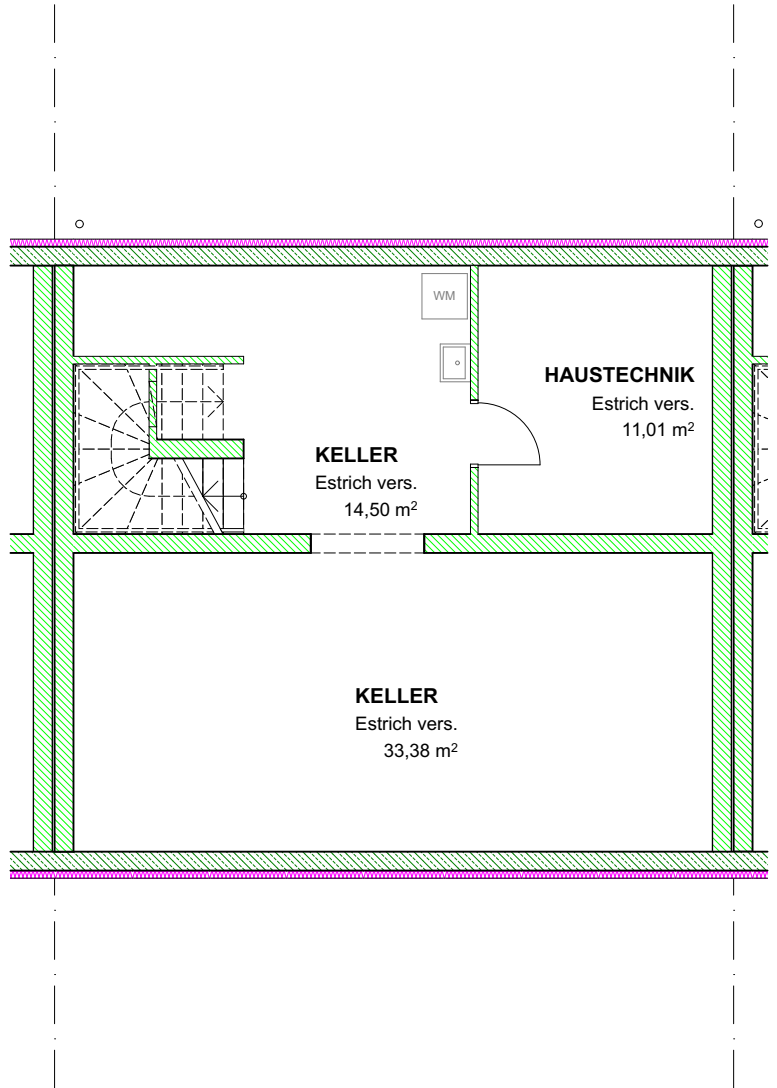 WM
HAUSTECHNIK
Estrich vers.
11,01 m²
KELLER
Estrich vers.
14,50 m²
KELLER
Estrich vers.
33,38 m²